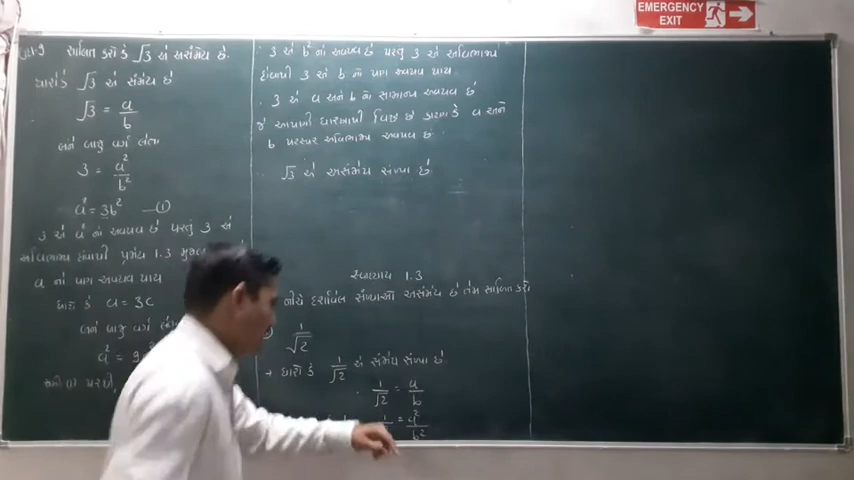 EMERGENCY
EXIT
સાબિત કરો કે √3 એ અસંમેય છે.
ધારોકે √3 એ સંમેય છે
√3 = a/b
બંને બાજુ વર્ગ લેતા
3 = a²/b²
a² = 3b² —①
3 એ a² નો અવયવ છે પરંતુ 3 એ
અવિભાજ્ય હોવાથી પ્રમેય 1.3 મુજબ
a નો પણ અવયવ થાય
ધારો કે a = 3c
બંને બાજુ વર્ગ
a² = 9
∴ 3 એ b² નો અવયવ છે પરંતુ 3 એ અવિભાજ્ય
હોવાથી 3 એ b નો પણ અવયવ થાય
∴ 3 એ a અને b નો સામાન્ય અવયવ છે
જે આપણી ધારણાથી વિરુદ્ધ છે કારણ કે a અને
b પરસ્પર અવિભાજ્ય અવયવ છે.
√3 એ અસંમેય સંખ્યા છે
સ્વાધ્યાય 1.3
નીચે દર્શાવેલ સંખ્યાઓ અસંમેય છે તેમ સાબિત કરો
1/√2
→ ધારો કે 1/√2 એ સંમેય સંખ્યા છે
∴ 1/√2 = a/b
1 = a²/b²